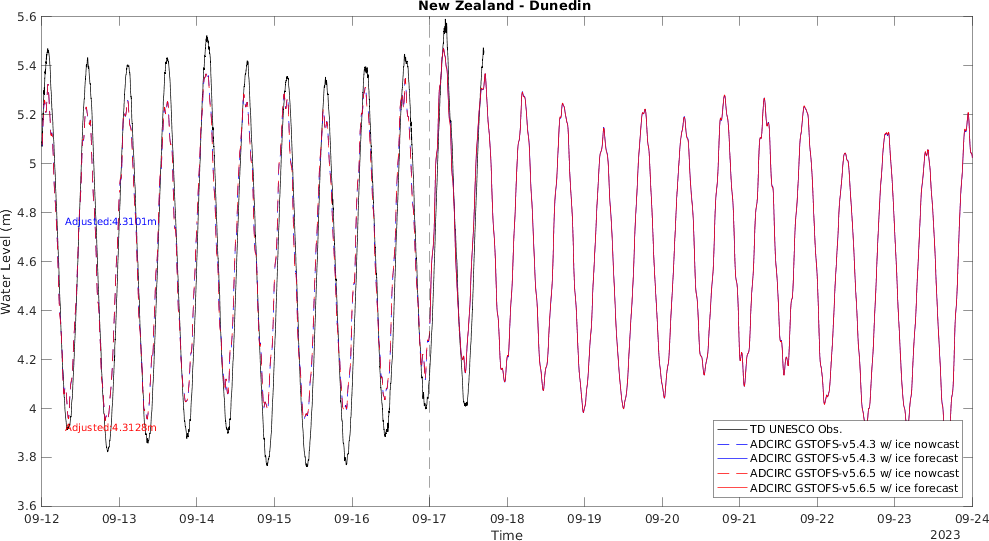 New Zealand - Dunedin
5.6
5.4
5.2
5
4.8
4.6
4.4
4.2
4
3.8
3.6
Water Level (m)
Adjusted:4.3101m
Adjusted:4.3128m
TD UNESCO Obs.
ADCIRC GSTOFS-v5.4.3 w/ ice nowcast
ADCIRC GSTOFS-v5.4.3 w/ ice forecast
ADCIRC GSTOFS-v5.6.5 w/ ice nowcast
ADCIRC GSTOFS-v5.6.5 w/ ice forecast
09-12 09-13 09-14 09-15 09-16 09-17 09-18 09-19 09-20 09-21 09-22 09-23 09-24
Time
2023